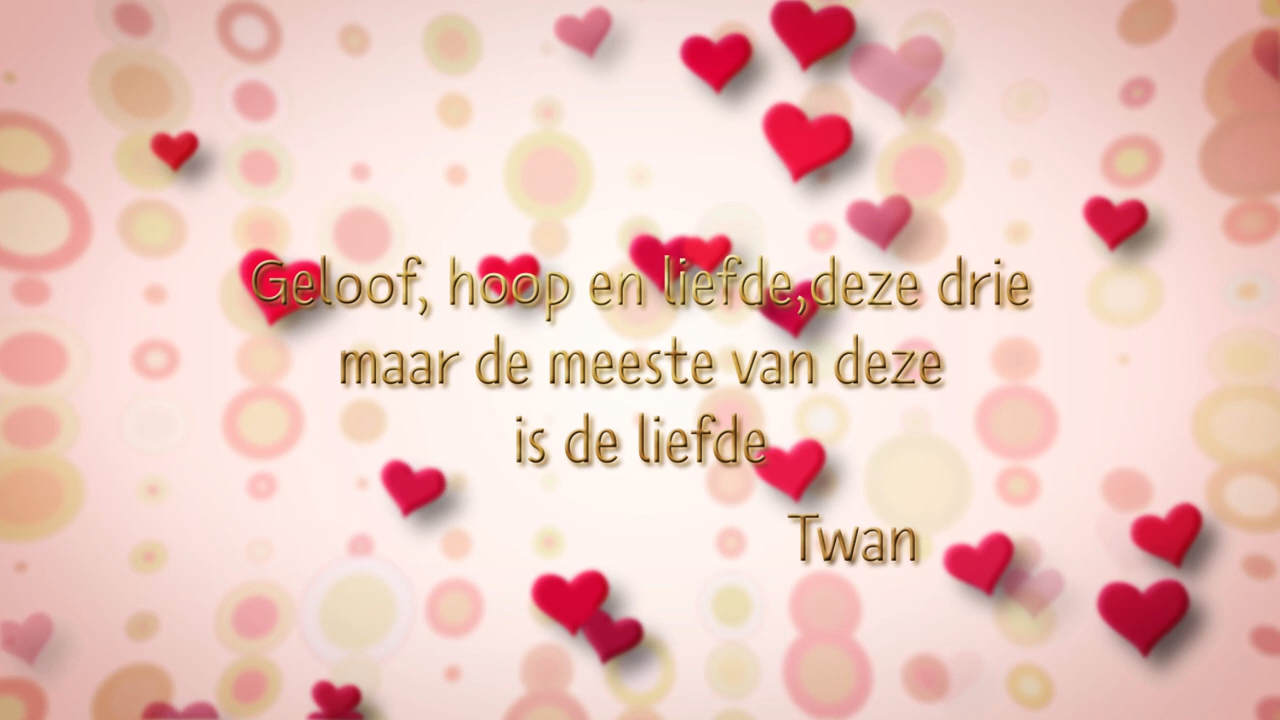 Geloof, hoop en liefde,deze drie
maar de meeste van deze
is de liefde
Twan